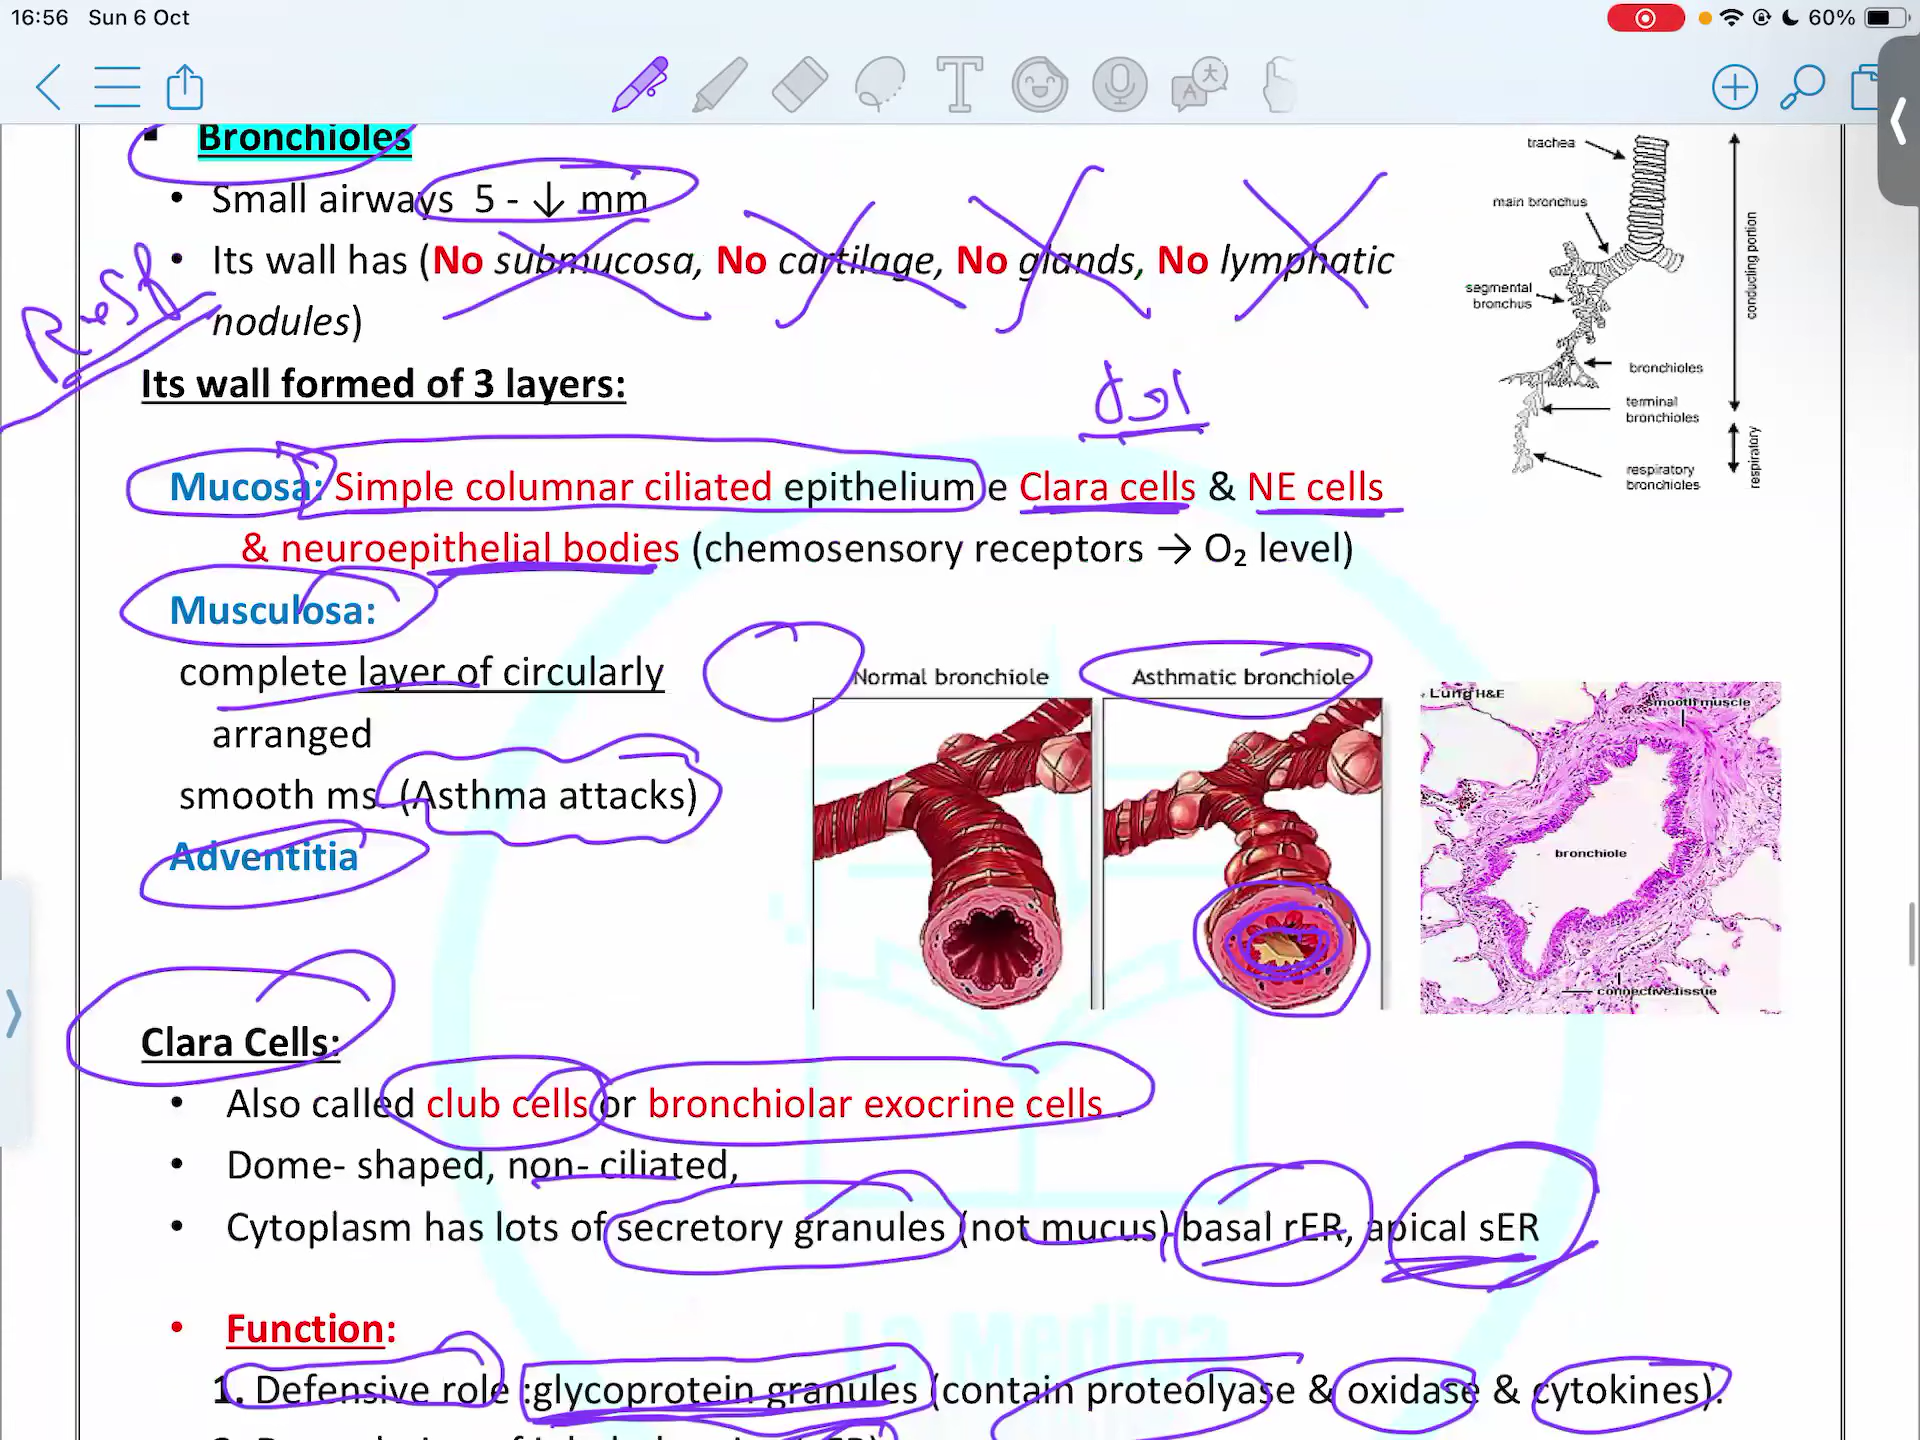 16:56 Sun 6 Oct
60%
Bronchioles
Small airways 5 - ↓ mm
Its wall has (No submucosa, No cartilage, No glands, No lymphatic
nodules)
Its wall formed of 3 layers:
Mucosa: Simple columnar ciliated epithelium e Clara cells & NE cells
& neuroepithelial bodies (chemosensory receptors → O₂ level)
Musculosa:
complete layer of circularly
arranged
smooth ms. (Asthma attacks)
Adventitia
trachea
main bronchus
segmental
bronchus
bronchioles
terminal
bronchioles
respiratory
bronchioles
conducting portion
respiratory
Normal bronchiole
Asthmatic bronchiole
Lung H&E
smooth muscle
bronchiole
connective tissue
Clara Cells:
Also called club cells or bronchiolar exocrine cells .
Dome- shaped, non- ciliated,
Cytoplasm has lots of secretory granules (not mucus) basal rER, apical sER
Function:
1. Defensive role :glycoprotein granules (contain proteolyase & oxidase & cytokines).
La Medica